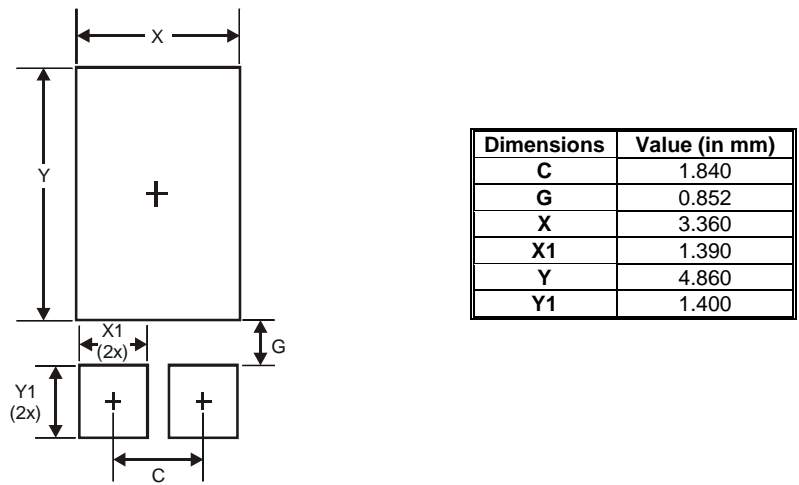 X
Y
X1
(2x)
G
Y1
(2x)
C
Dimensions Value (in mm)
C 1.840
G 0.852
X 3.360
X1 1.390
Y 4.860
Y1 1.400